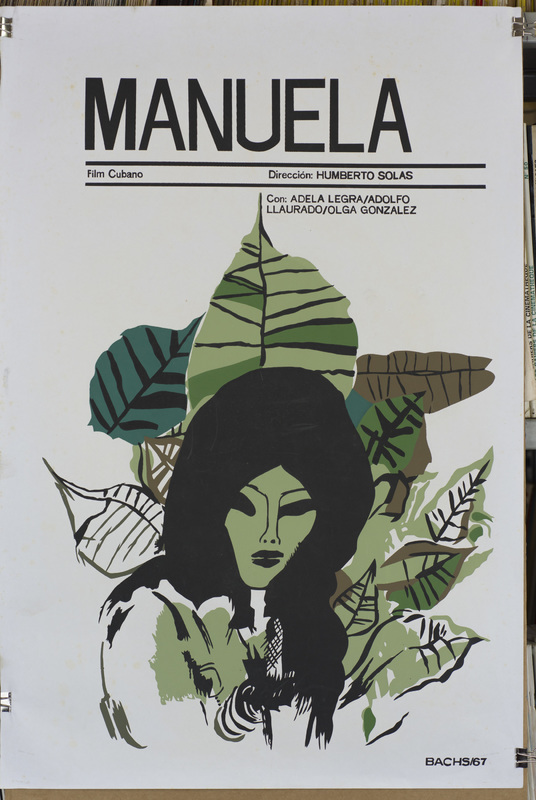 MANUELA
Film Cubano
Dirección: HUMBERTO SOLAS
Con: ADELA LEGRA/ADOLFO
LLAURADO/OLGA GONZALEZ
BACHS/67